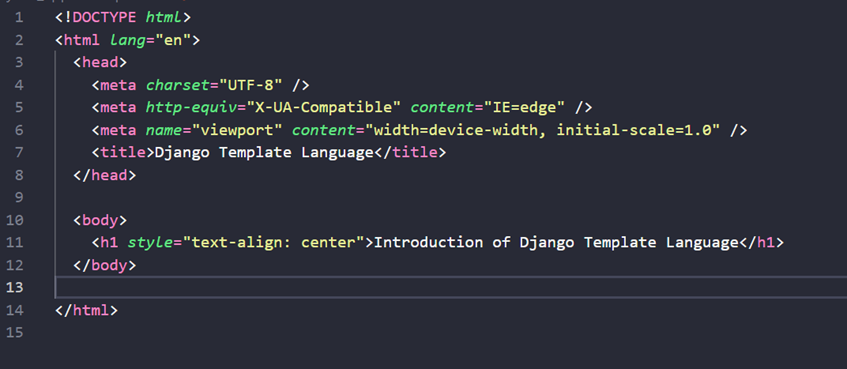 1 <!DOCTYPE html>
2 <html lang="en">
3 <head>
4 <meta charset="UTF-8" />
5 <meta http-equiv="X-UA-Compatible" content="IE=edge" />
6 <meta name="viewport" content="width=device-width, initial-scale=1.0" />
7 <title>Django Template Language</title>
8 </head>
9
10 <body>
11 <h1 style="text-align: center">Introduction of Django Template Language</h1>
12 </body>
13
14 </html>
15